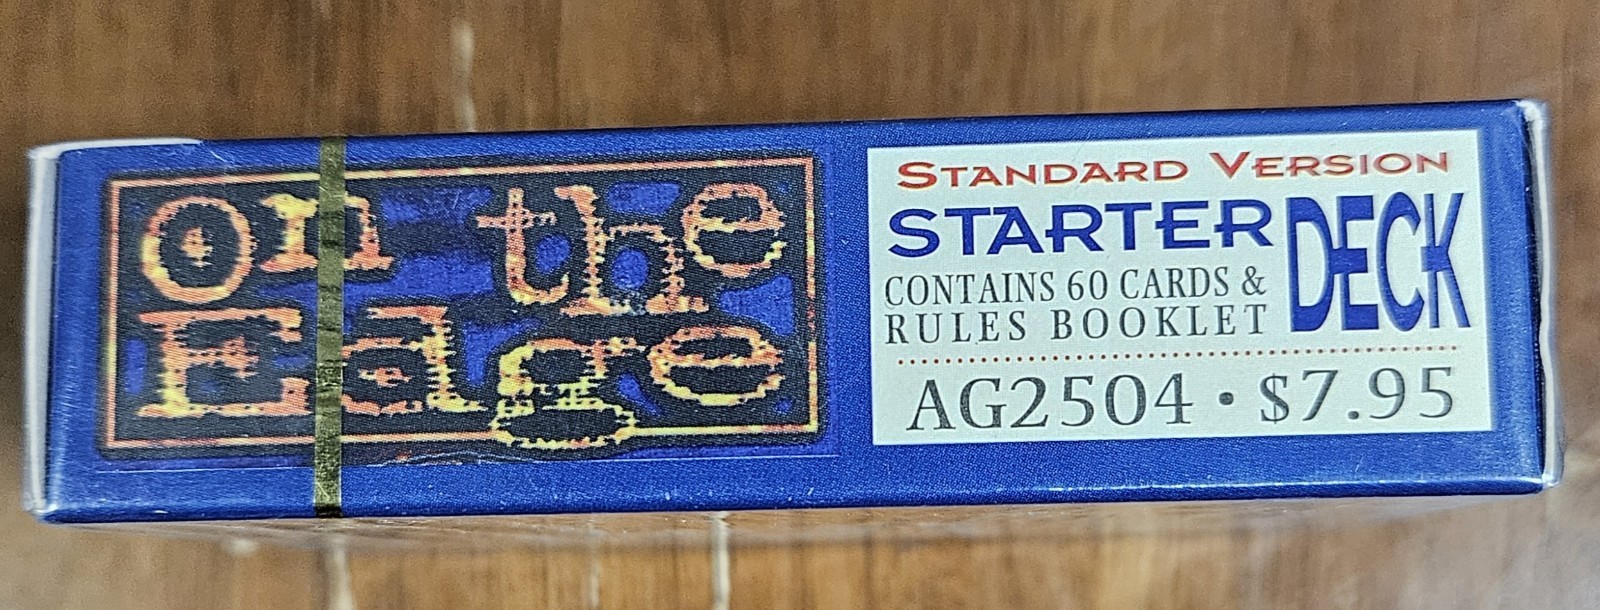 on the
Edge
STANDARD VERSION
STARTER DECK
CONTAINS 60 CARDS &
RULES BOOKLET
AG2504 • $7.95